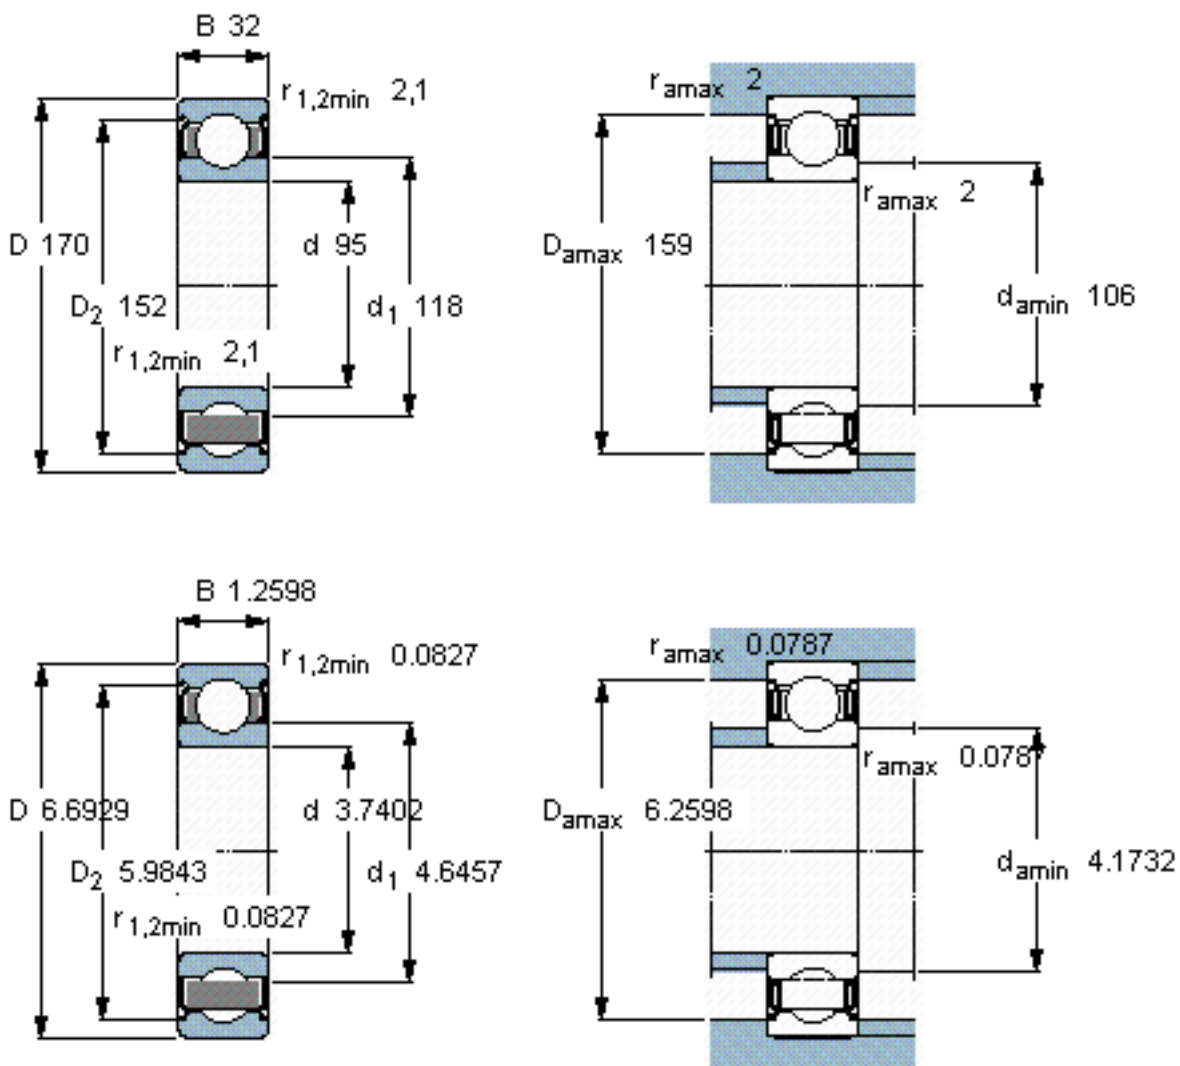 B 32
r1,2min 2,1
ramax 2
ramax 2
D 170
d 95
Damax 159
D2 152
d1 118
damin 106
r1,2min 2,1
B 1.2598
r1,2min 0.0827
ramax 0.0787
ramax 0.0787
D 6.6929
d 3.7402
Damax 6.2598
D2 5.9843
d1 4.6457
damin 4.1732
r1,2min 0.0827